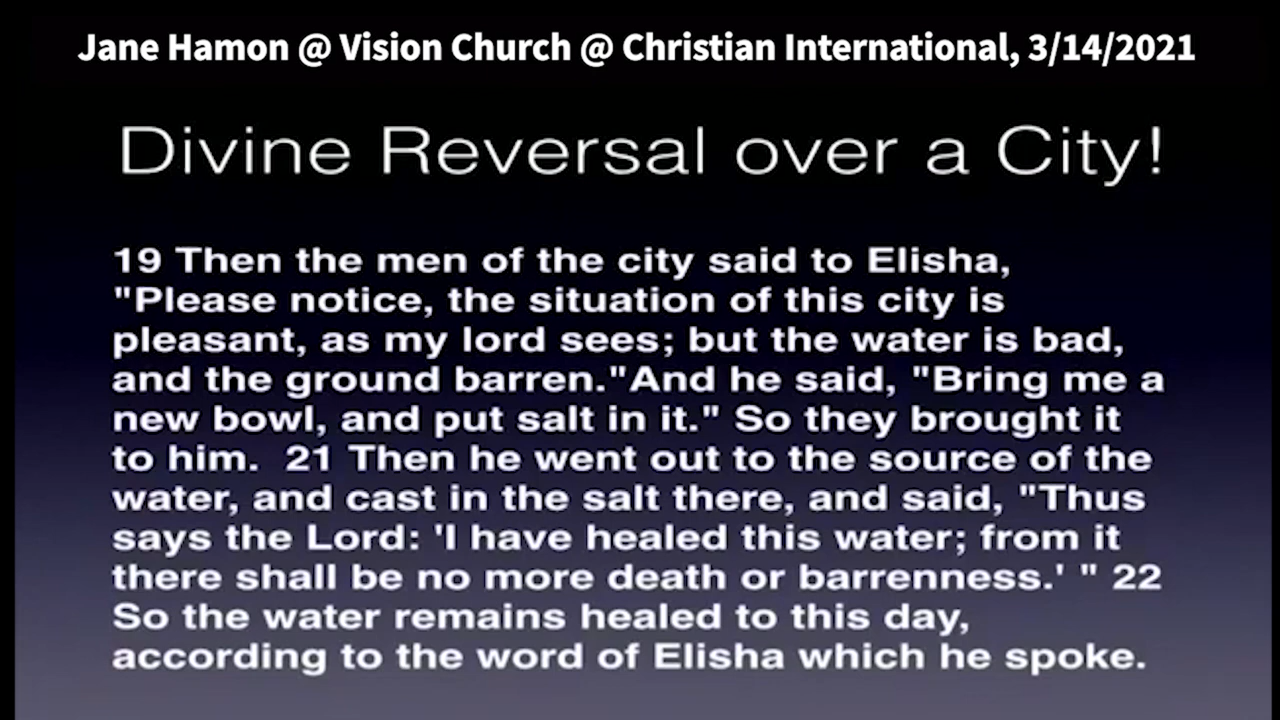 Jane Hamon @ Vision Church @ Christian International, 3/14/2021
Divine Reversal over a City!
19 Then the men of the city said to Elisha,
"Please notice, the situation of this city is
pleasant, as my lord sees; but the water is bad,
and the ground barren."And he said, "Bring me a
new bowl, and put salt in it." So they brought it
to him.  21 Then he went out to the source of the
water, and cast in the salt there, and said, "Thus
says the Lord: 'I have healed this water; from it
there shall be no more death or barrenness.' " 22
So the water remains healed to this day,
according to the word of Elisha which he spoke.